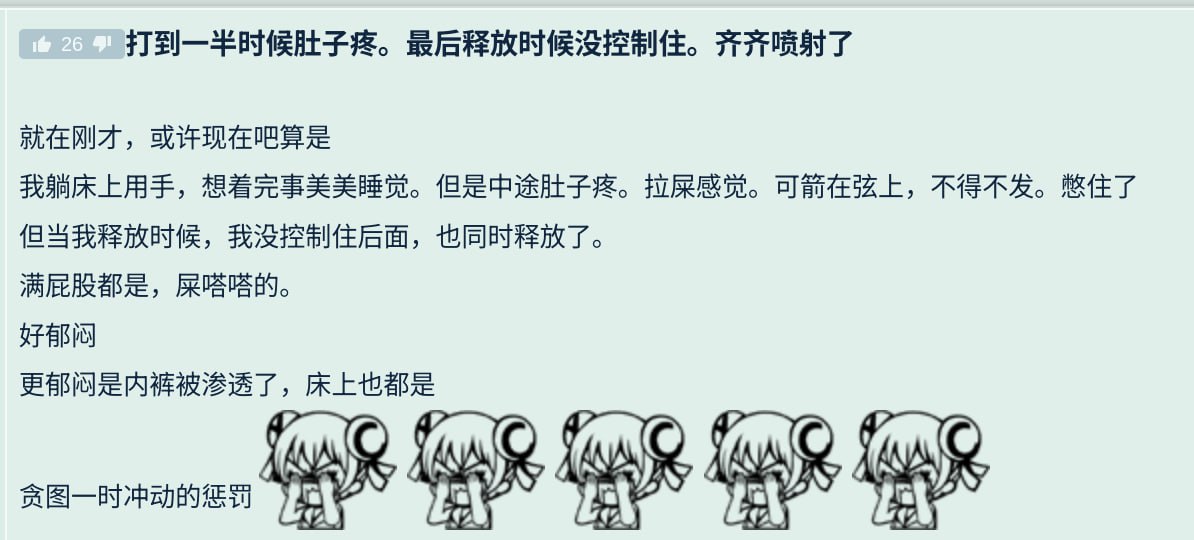 26 打到一半时候肚子疼。最后释放时候没控制住。齐齐喷射了
就在刚才，或许现在吧算是
我躺床上用手，想着完事美美睡觉。但是中途肚子疼。拉屎感觉。可箭在弦上，不得不发。憋住了
但当我释放时候，我没控制住后面，也同时释放了。
满屁股都是，屎嗒嗒的。
好郁闷
更郁闷是内裤被渗透了，床上也都是
贪图一时冲动的惩罚